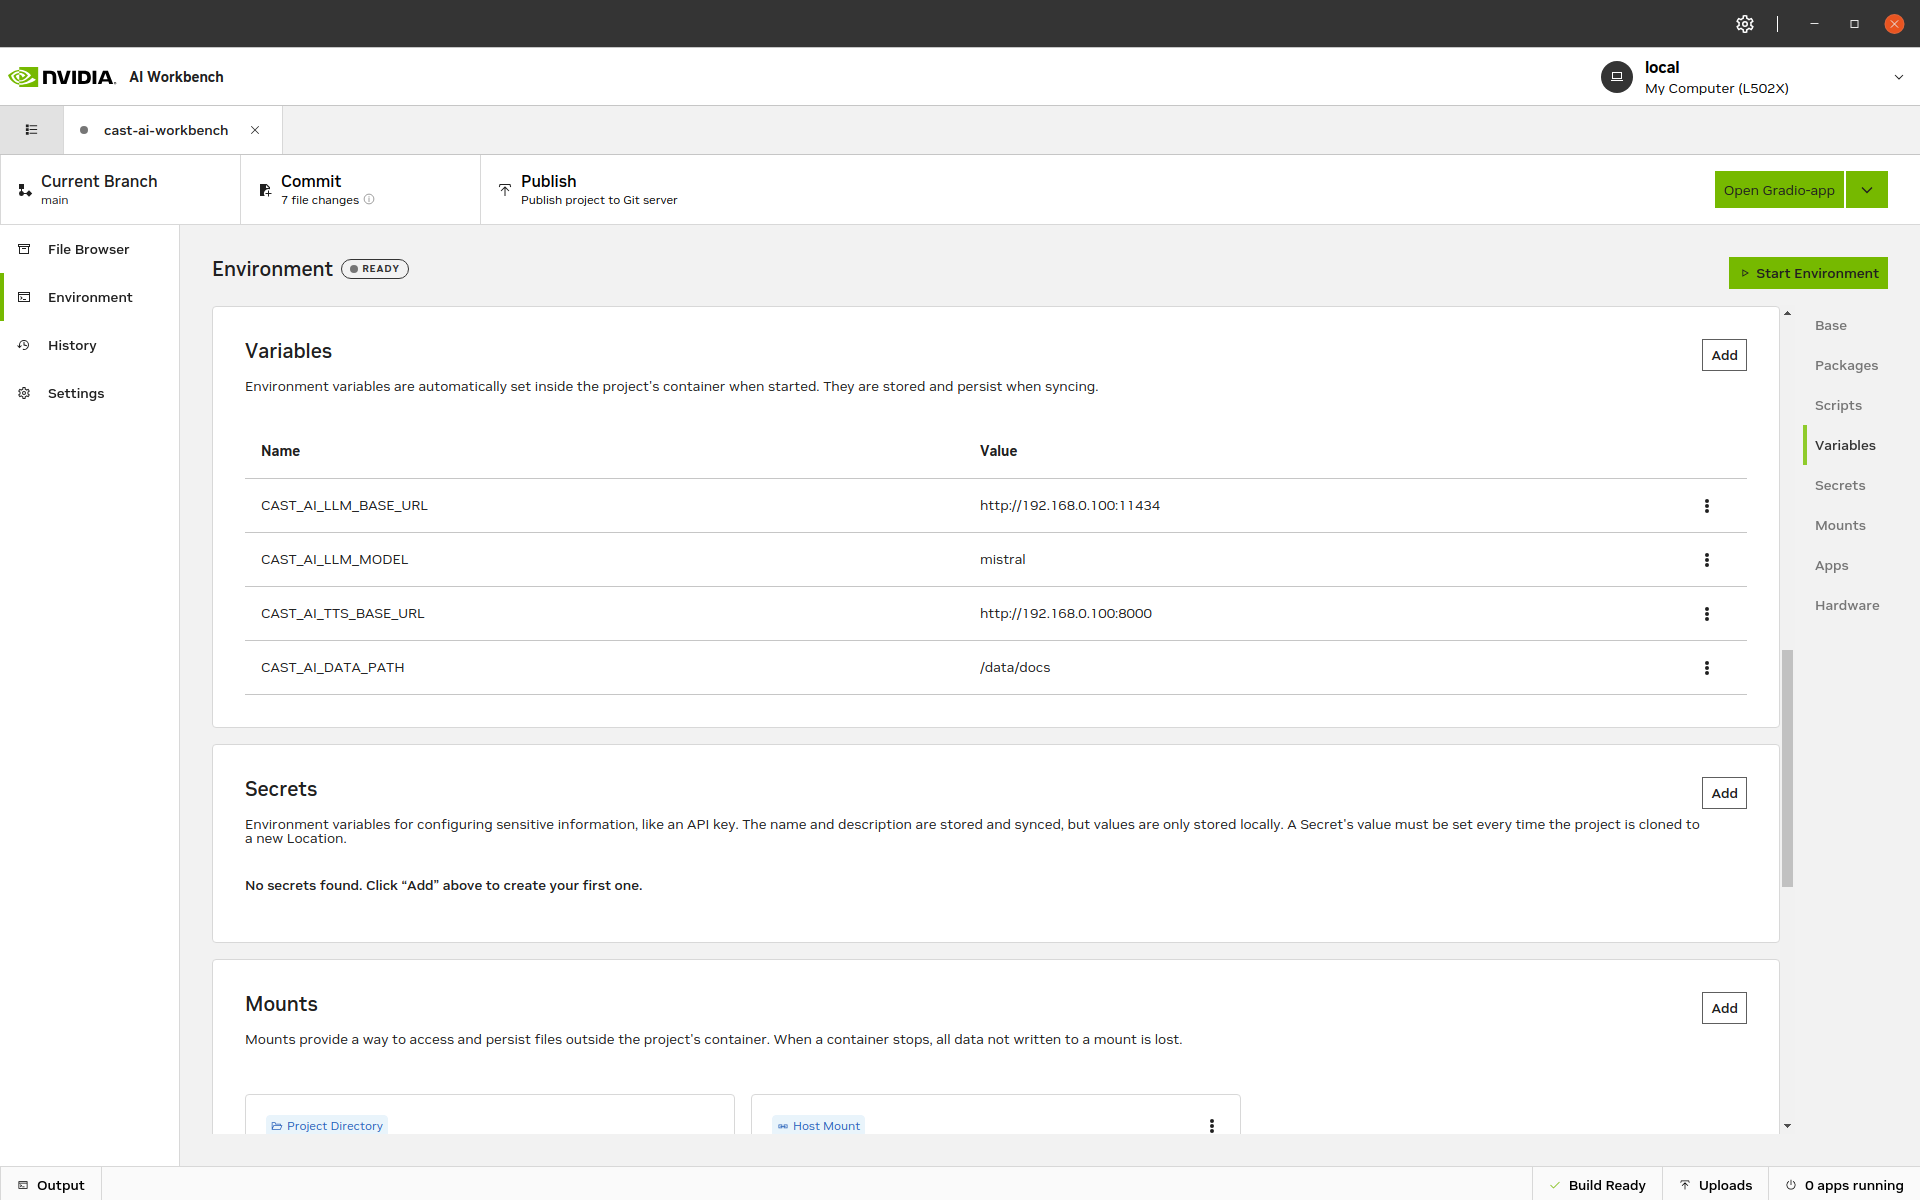 NVIDIA. AI Workbench
local
My Computer (L502X)
cast-ai-workbench
Current Branch
main
Commit
7 file changes
Publish
Publish project to Git server
Open Gradio-app
File Browser
Environment
History
Settings
Environment
READY
Start Environment
Variables
Add
Environment variables are automatically set inside the project's container when started. They are stored and persist when syncing.
Name Value
CAST_AI_LLM_BASE_URL http://192.168.0.100:11434
CAST_AI_LLM_MODEL mistral
CAST_AI_TTS_BASE_URL http://192.168.0.100:8000
CAST_AI_DATA_PATH /data/docs
Secrets
Add
Environment variables for configuring sensitive information, like an API key. The name and description are stored and synced, but values are only stored locally. A Secret's value must be set every time the project is cloned to
a new Location.
No secrets found. Click “Add” above to create your first one.
Mounts
Add
Mounts provide a way to access and persist files outside the project's container. When a container stops, all data not written to a mount is lost.
Project Directory
Host Mount
Base
Packages
Scripts
Variables
Secrets
Mounts
Apps
Hardware
Output
Build Ready
Uploads
0 apps running